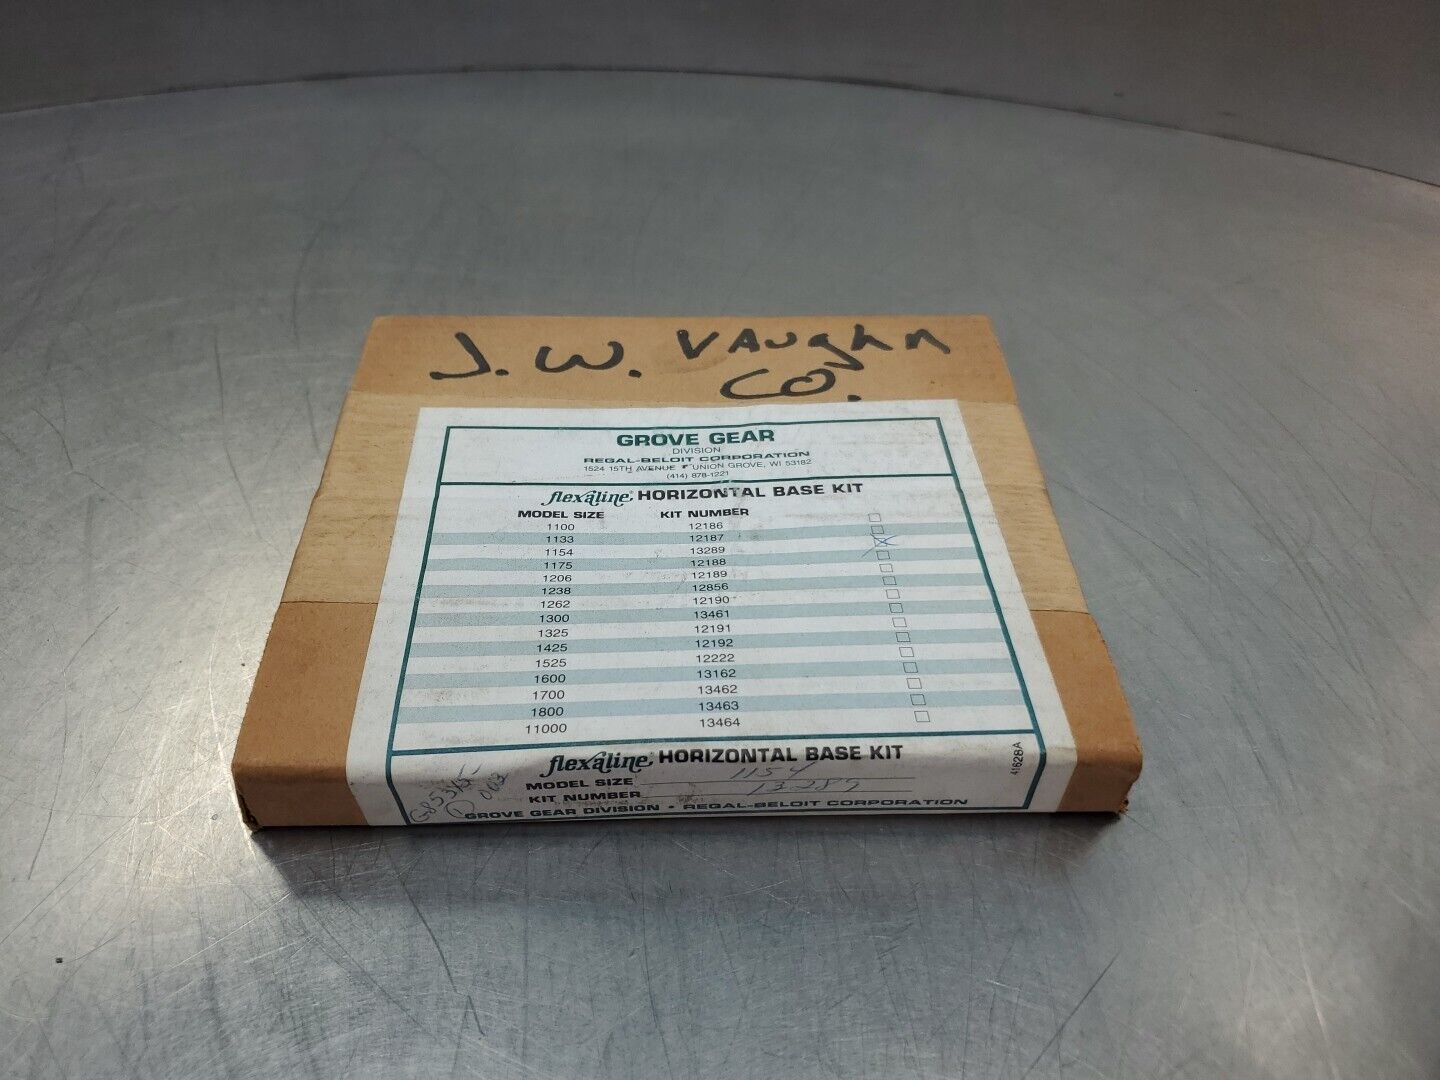 J.W. VAughn
CO.
GROVE GEAR
DIVISION
REGAL-BELOIT CORPORATION
1524 15TH AVENUE • UNION GROVE, WI 53182
(414) 878-1221
flexaline® HORIZONTAL BASE KIT
MODEL SIZE KIT NUMBER
1100 12186
1133 12187
1154 13289
1175 12188
1206 12189
1238 12856
1262 12190
1300 13461
1325 12191
1425 12192
1525 12222
1600 13162
1700 13462
1800 13463
11000 13464
flexaline® HORIZONTAL BASE KIT
MODEL SIZE 1154
KIT NUMBER 13289
GROVE GEAR DIVISION • REGAL-BELOIT CORPORATION
41628A